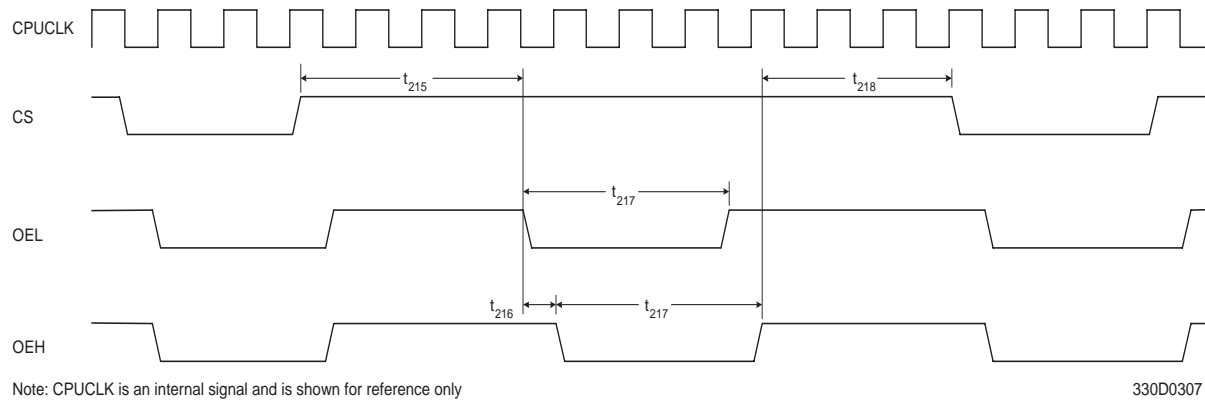 CPUCLK
t215
t218
CS
t217
OEL
t216
t217
OEH
Note: CPUCLK is an internal signal and is shown for reference only
330D0307